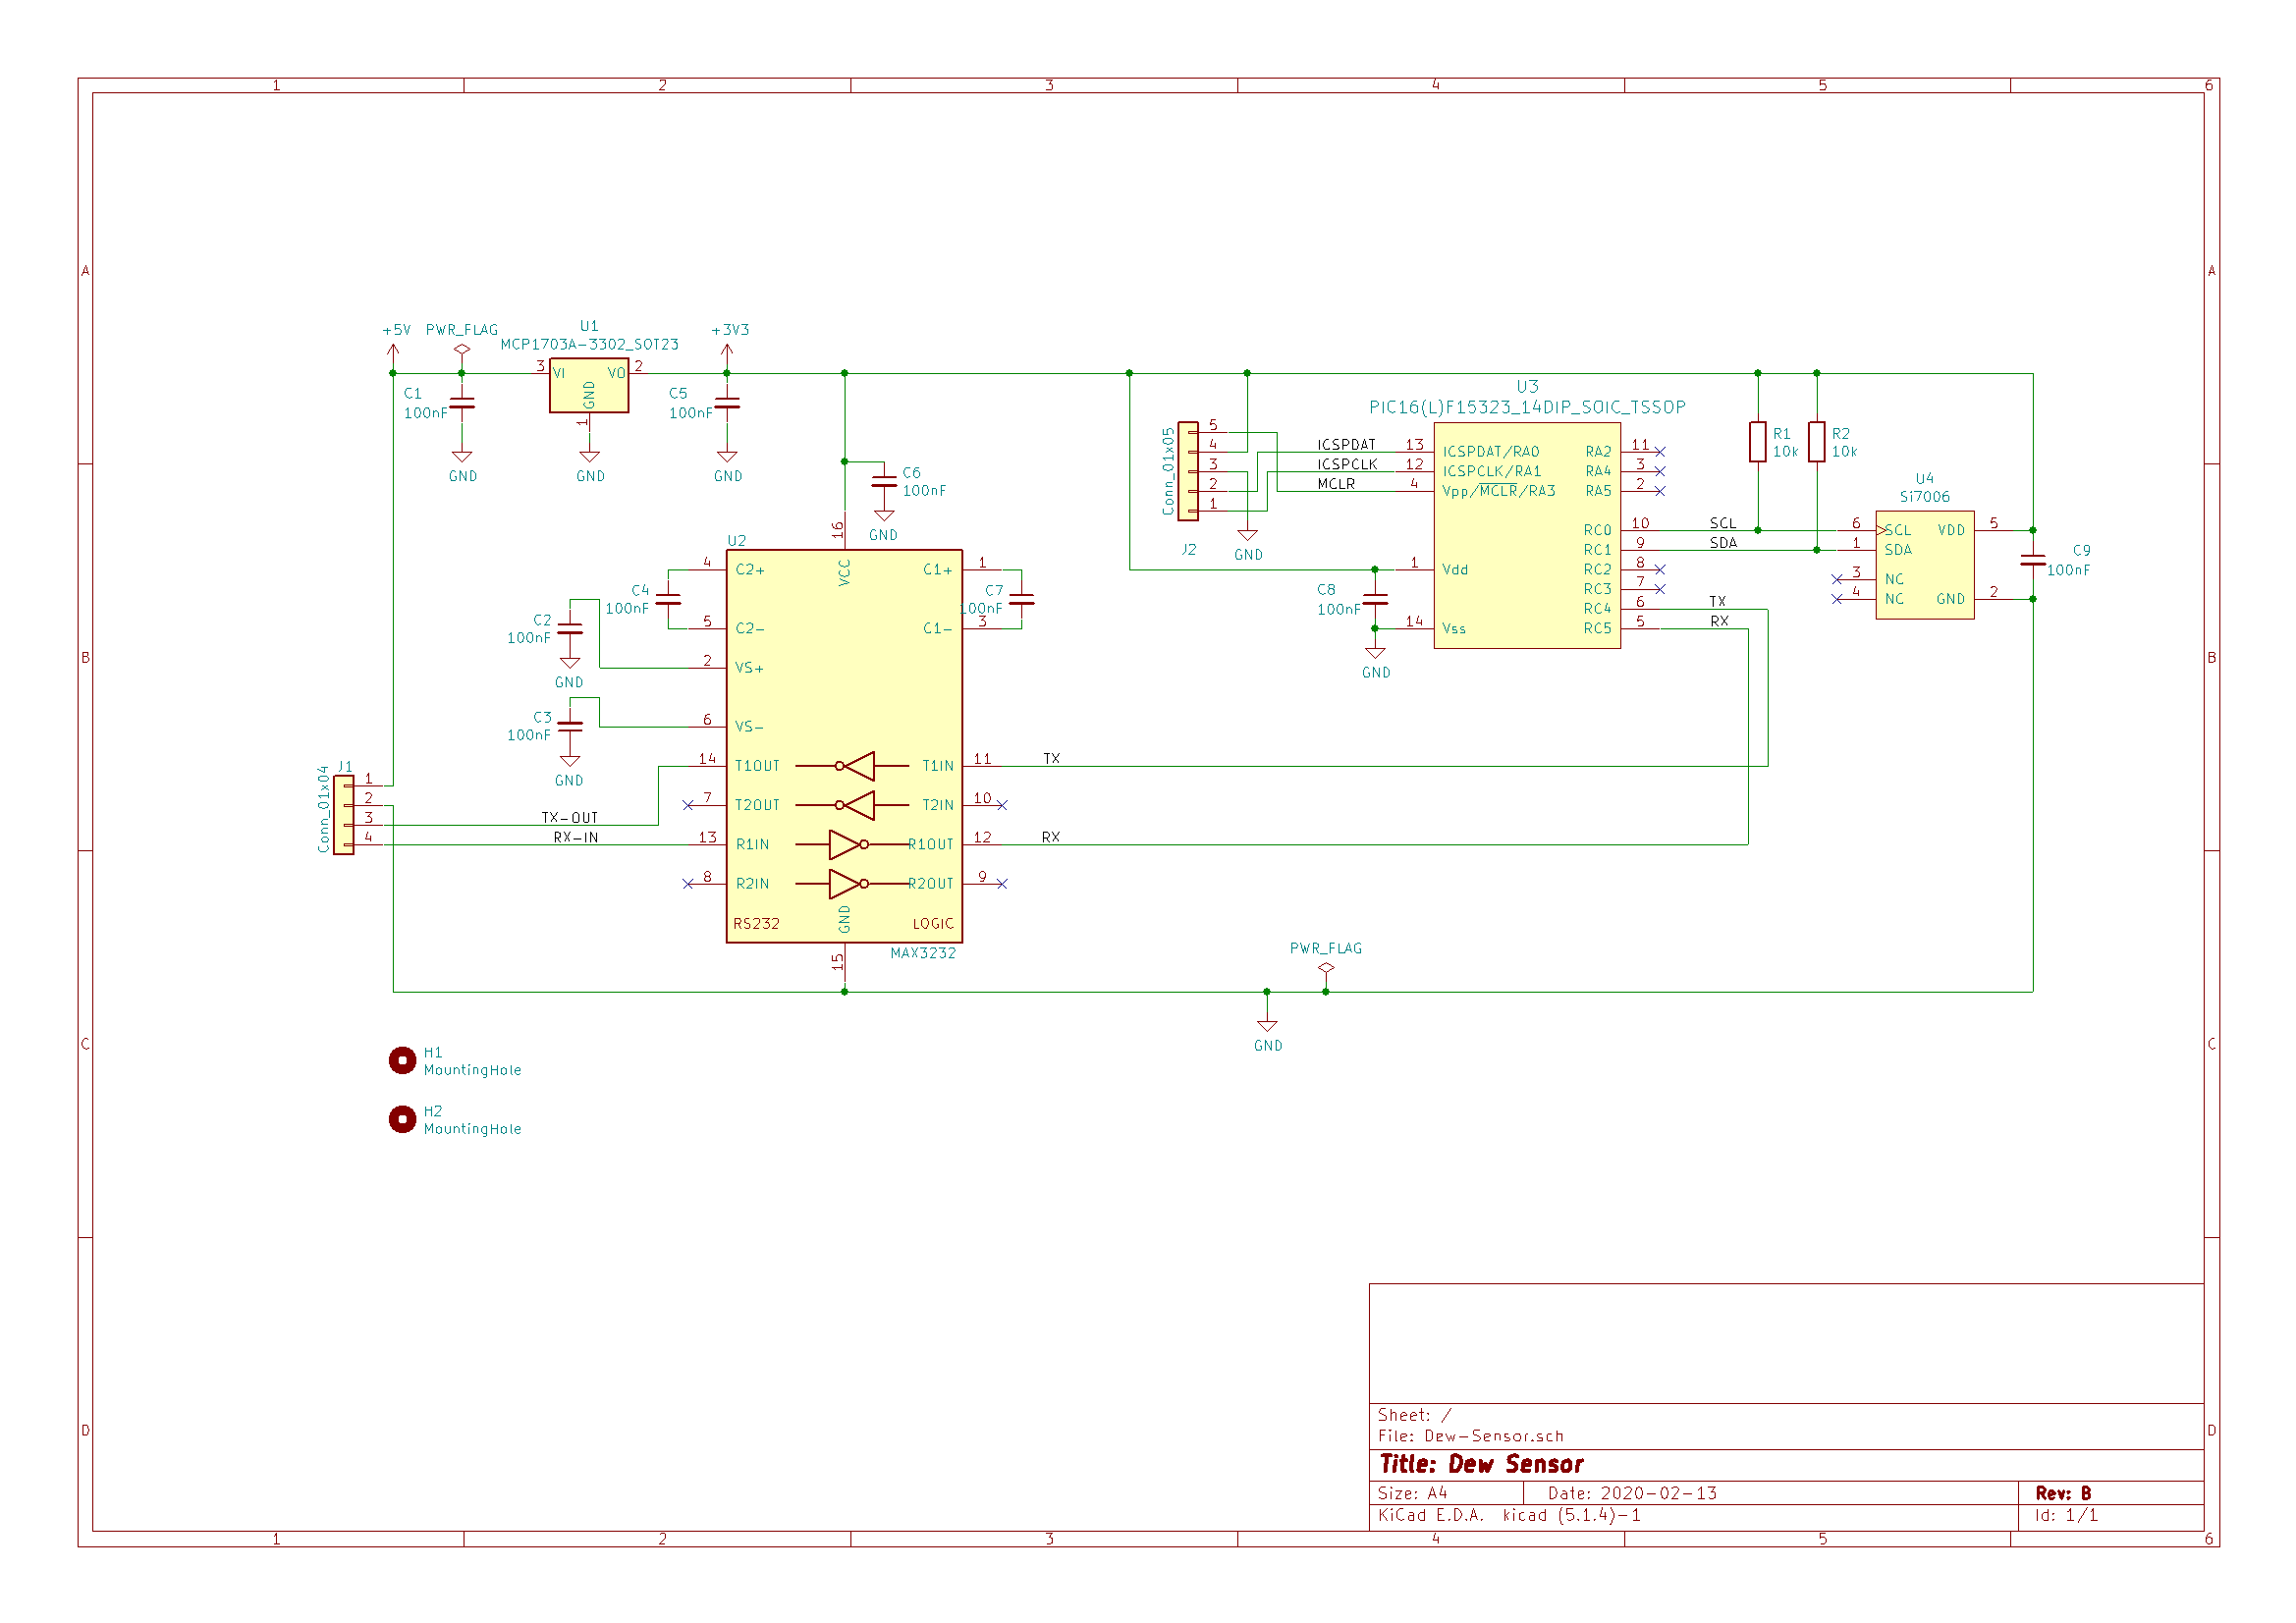 1 2 3 4 5 6
A A
+5V PWR_FLAG U1 +3V3
MCP1703A-3302_SOT23
3 VI VO 2
GND
1
C1
100nF
C5
100nF
GND GND GND
U3
PIC16(L)F15323_14DIP_SOIC_TSSOP
Conn_01x05
5
4
3
2
1
J2
GND
ICSPDAT 13 ICSPDAT/RA0 RA2 11
ICSPCLK 12 ICSPCLK/RA1 RA4 3
MCLR 4 Vpp/MCLR/RA3 RA5 2
RC0 10 SCL
RC1 9 SDA
1 Vdd RC2 8
RC3 7
RC4 6 TX
14 Vss RC5 5 RX
C8
100nF
GND
R1
10k
R2
10k
U4
Si7006
6 SCL VDD 5
1 SDA
3 NC
4 NC GND 2
C9
100nF
C6
100nF
GND
U2
16
VCC
4 C2+ C1+ 1
C4
100nF
C7
100nF
5 C2- C1- 3
C2
100nF
GND
2 VS+
C3
100nF
GND
6 VS-
14 T1OUT T1IN 11 TX
7 T2OUT T2IN 10
13 R1IN R1OUT 12 RX
8 R2IN R2OUT 9
RS232 GND LOGIC
MAX3232
15
J1
Conn_01x04
1
2
3
4
TX-OUT
RX-IN
PWR_FLAG
GND
B B
C C
H1
MountingHole
H2
MountingHole
D D
Sheet: /
File: Dew-Sensor.sch
Title: Dew Sensor
Size: A4 Date: 2020-02-13 Rev: B
KiCad E.D.A. kicad (5.1.4)-1 Id: 1/1
1 2 3 4 5 6